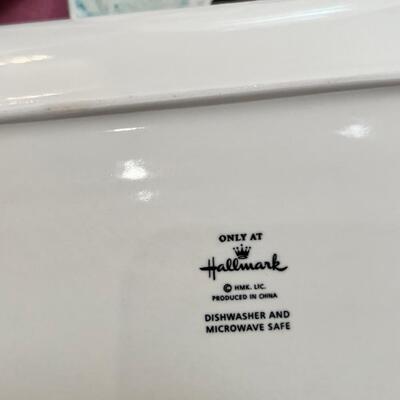 ONLY AT
Hallmark
© HMK. LIC.
PRODUCED IN CHINA
DISHWASHER AND
MICROWAVE SAFE